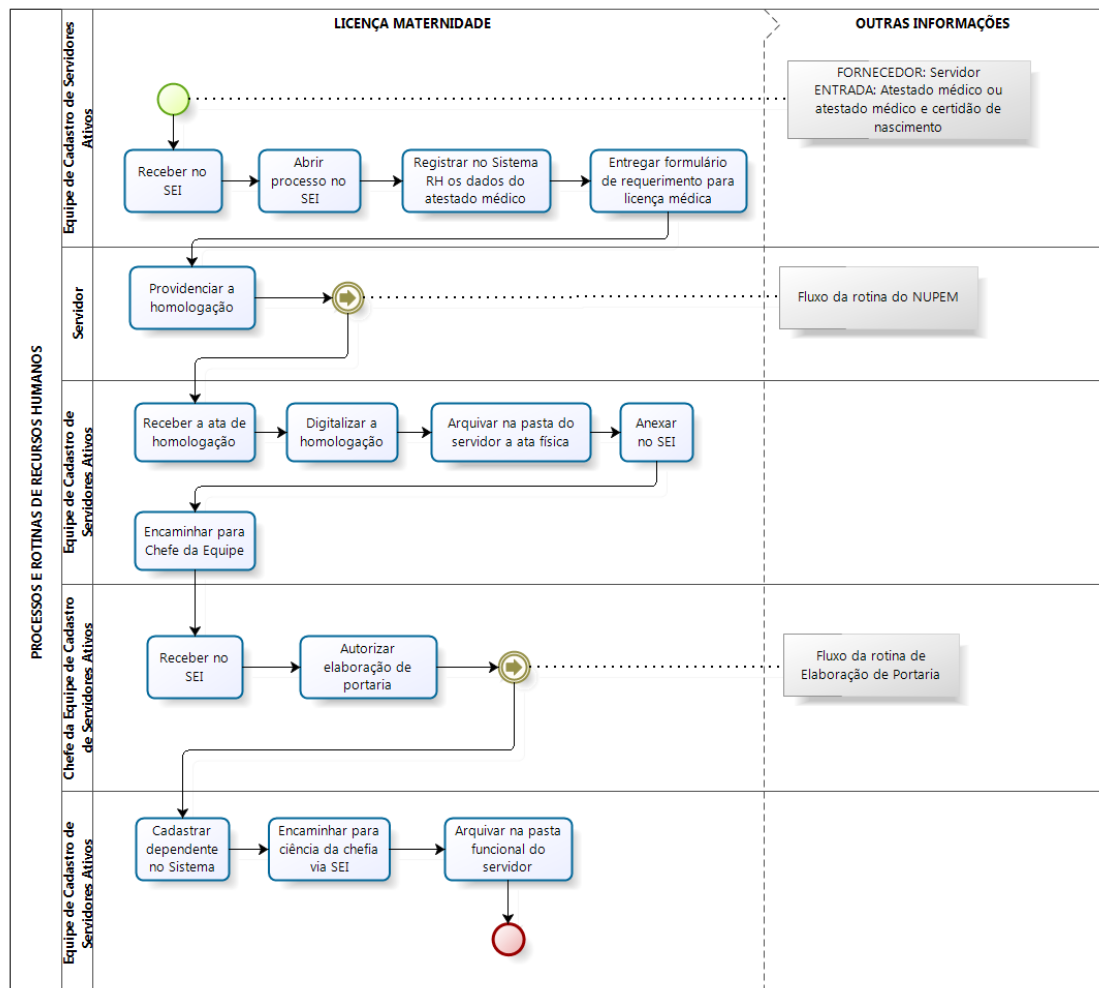 LICENÇA MATERNIDADE
OUTRAS INFORMAÇÕES
PROCESSOS E ROTINAS DE RECURSOS HUMANOS
Equipe de Cadastro de Servidores
Ativos
FORNECEDOR: Servidor
ENTRADA: Atestado médico ou
atestado médico e certidão de
nascimento
Receber no
SEI
Abrir
processo no
SEI
Registrar no Sistema
RH os dados do
atestado médico
Entregar formulário
de requerimento para
licença médica
Servidor
Providenciar a
homologação
Fluxo da rotina do NUPEM
Equipe de Cadastro de
Servidores Ativos
Receber a ata de
homologação
Digitalizar a
homologação
Arquivar na pasta do
servidor a ata física
Anexar
no SEI
Encaminhar para
Chefe da Equipe
Chefe da Equipe de Cadastro
de Servidores Ativos
Receber no
SEI
Autorizar
elaboração de
portaria
Fluxo da rotina de
Elaboração de Portaria
Equipe de Cadastro de
Servidores Ativos
Cadastrar
dependente
no Sistema
Encaminhar para
ciência da chefia
via SEI
Arquivar na pasta
funcional do
servidor